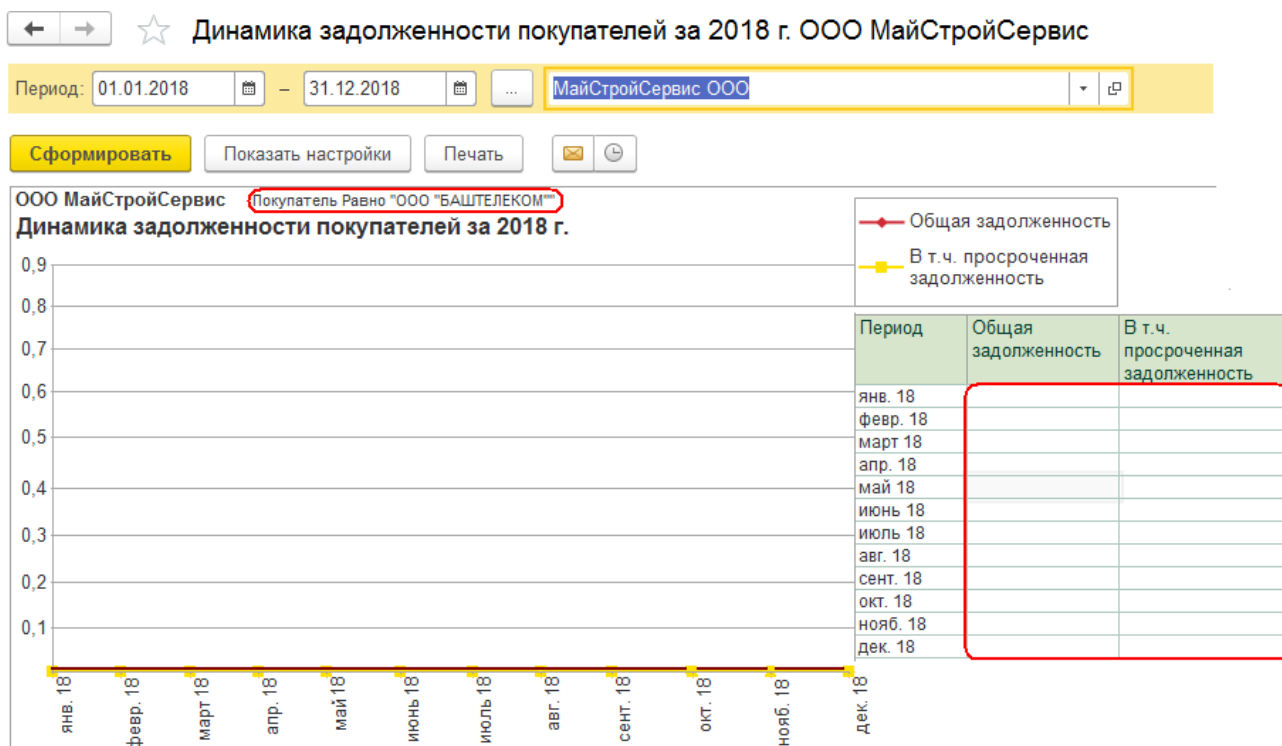 Динамика задолженности покупателей за 2018 г. ООО МайСтройСервис
Период: 01.01.2018 – 31.12.2018 ... МайСтройСервис ООО
Сформировать Показать настройки Печать
ООО МайСтройСервис Покупатель Равно "ООО "БАШТЕЛЕКОМ""
Динамика задолженности покупателей за 2018 г.
0,9
0,8
0,7
0,6
0,5
0,4
0,3
0,2
0,1
янв. 18
февр. 18
март 18
апр. 18
май 18
июнь 18
июль 18
авг. 18
сент. 18
окт. 18
нояб. 18
дек. 18
Общая задолженность
В т.ч. просроченная
задолженность
Период Общая В т.ч.
задолженность просроченная
задолженность
янв. 18
февр. 18
март 18
апр. 18
май 18
июнь 18
июль 18
авг. 18
сент. 18
окт. 18
нояб. 18
дек. 18